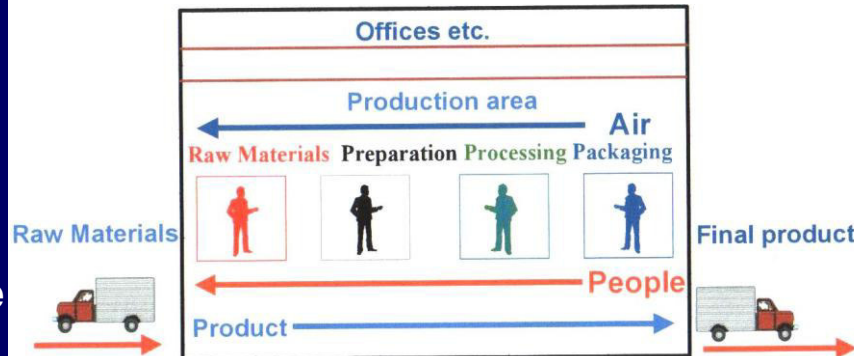 Offices etc.
Production area
Air
Raw Materials Preparation Processing Packaging
Raw Materials
Final product
People
Product